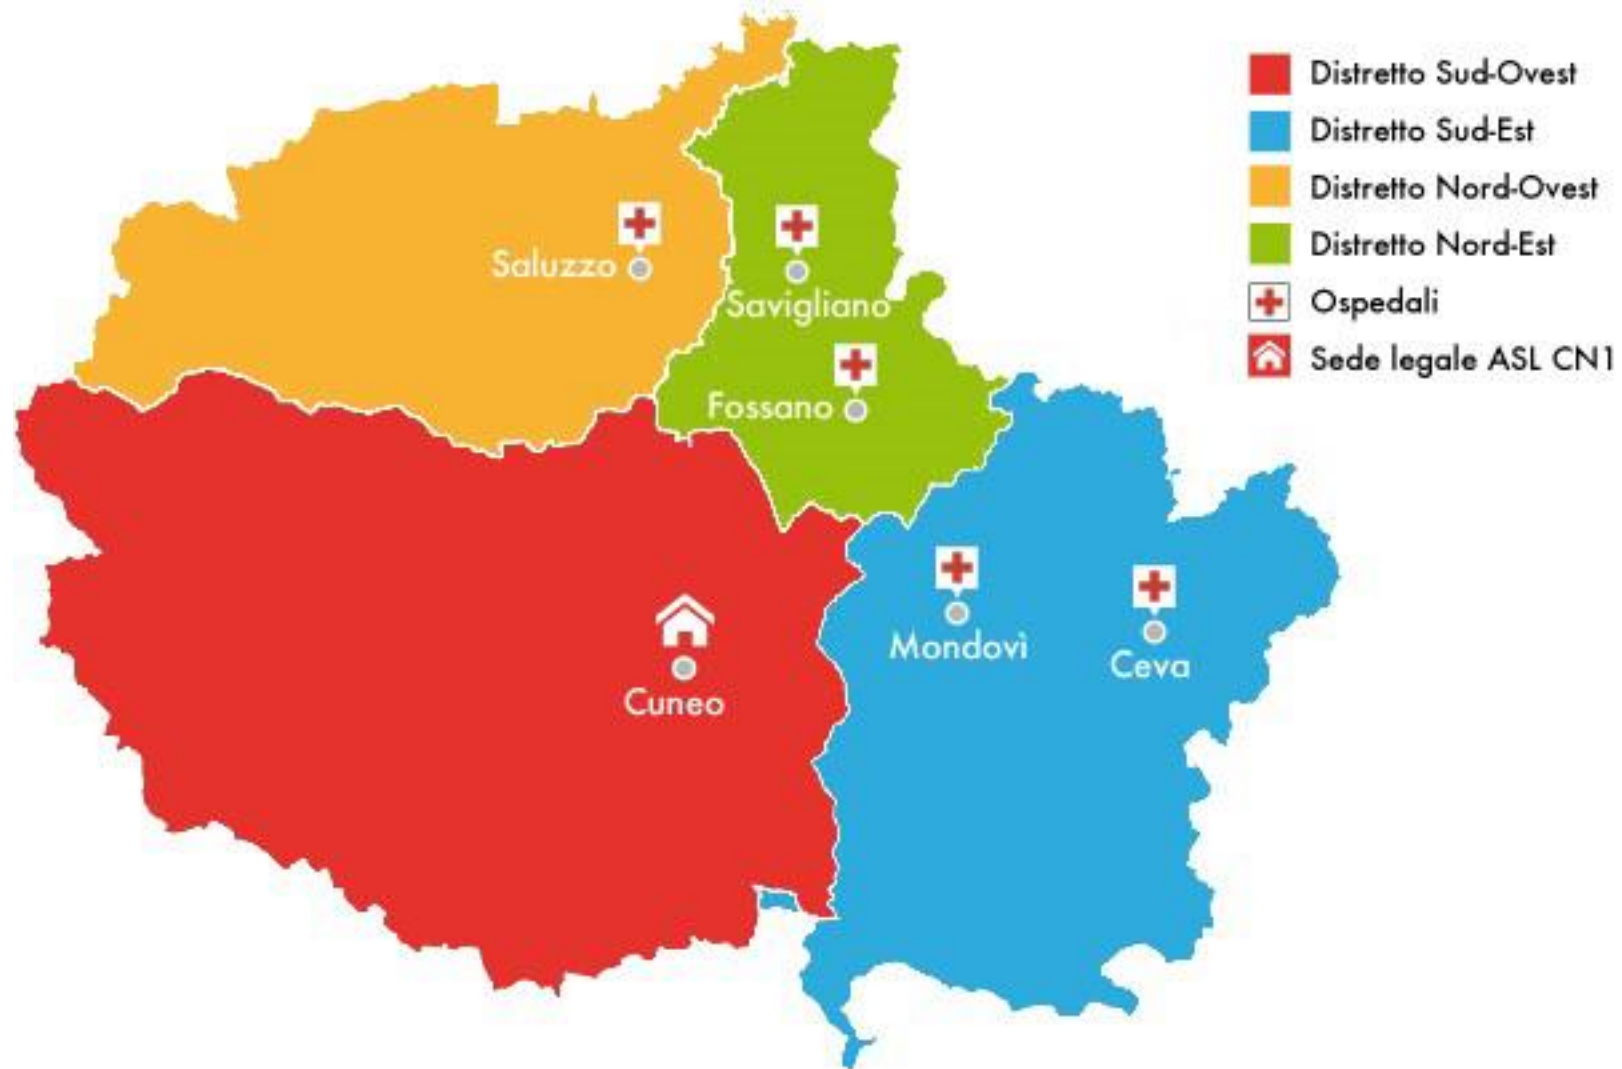 Distretto Sud-Ovest
Distretto Sud-Est
Distretto Nord-Ovest
Distretto Nord-Est
Ospedali
Sede legale ASL CN1
Saluzzo
Savigliano
Fossano
Mondovì
Ceva
Cuneo